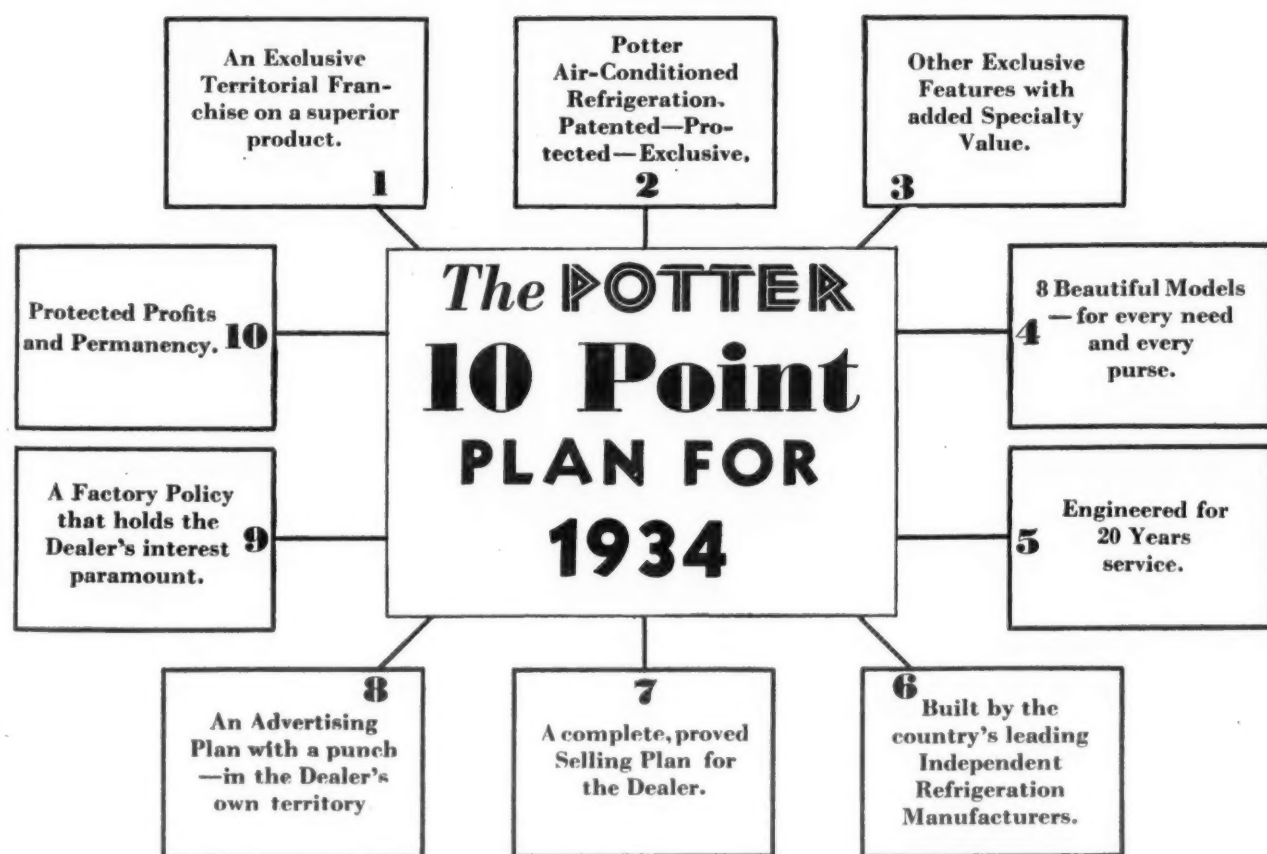 An Exclusive
Territorial Fran-
chise on a superior
product.
1
Potter
Air-Conditioned
Refrigeration.
Patented—Pro-
tected—Exclusive.
2
Other Exclusive
Features with
added Specialty
Value.
3
The POTTER
10 Point
PLAN FOR
1934
8 Beautiful Models
—for every need
and every
purse.
4
Engineered for
20 Years
service.
5
6
Built by the
country's leading
Independent
Refrigeration
Manufacturers.
7
A complete, proved
Selling Plan for
the Dealer.
8
An Advertising
Plan with a punch
—in the Dealer's
own territory
A Factory Policy
that holds the
Dealer's interest
paramount.
9
Protected Profits
and Permanency.
10